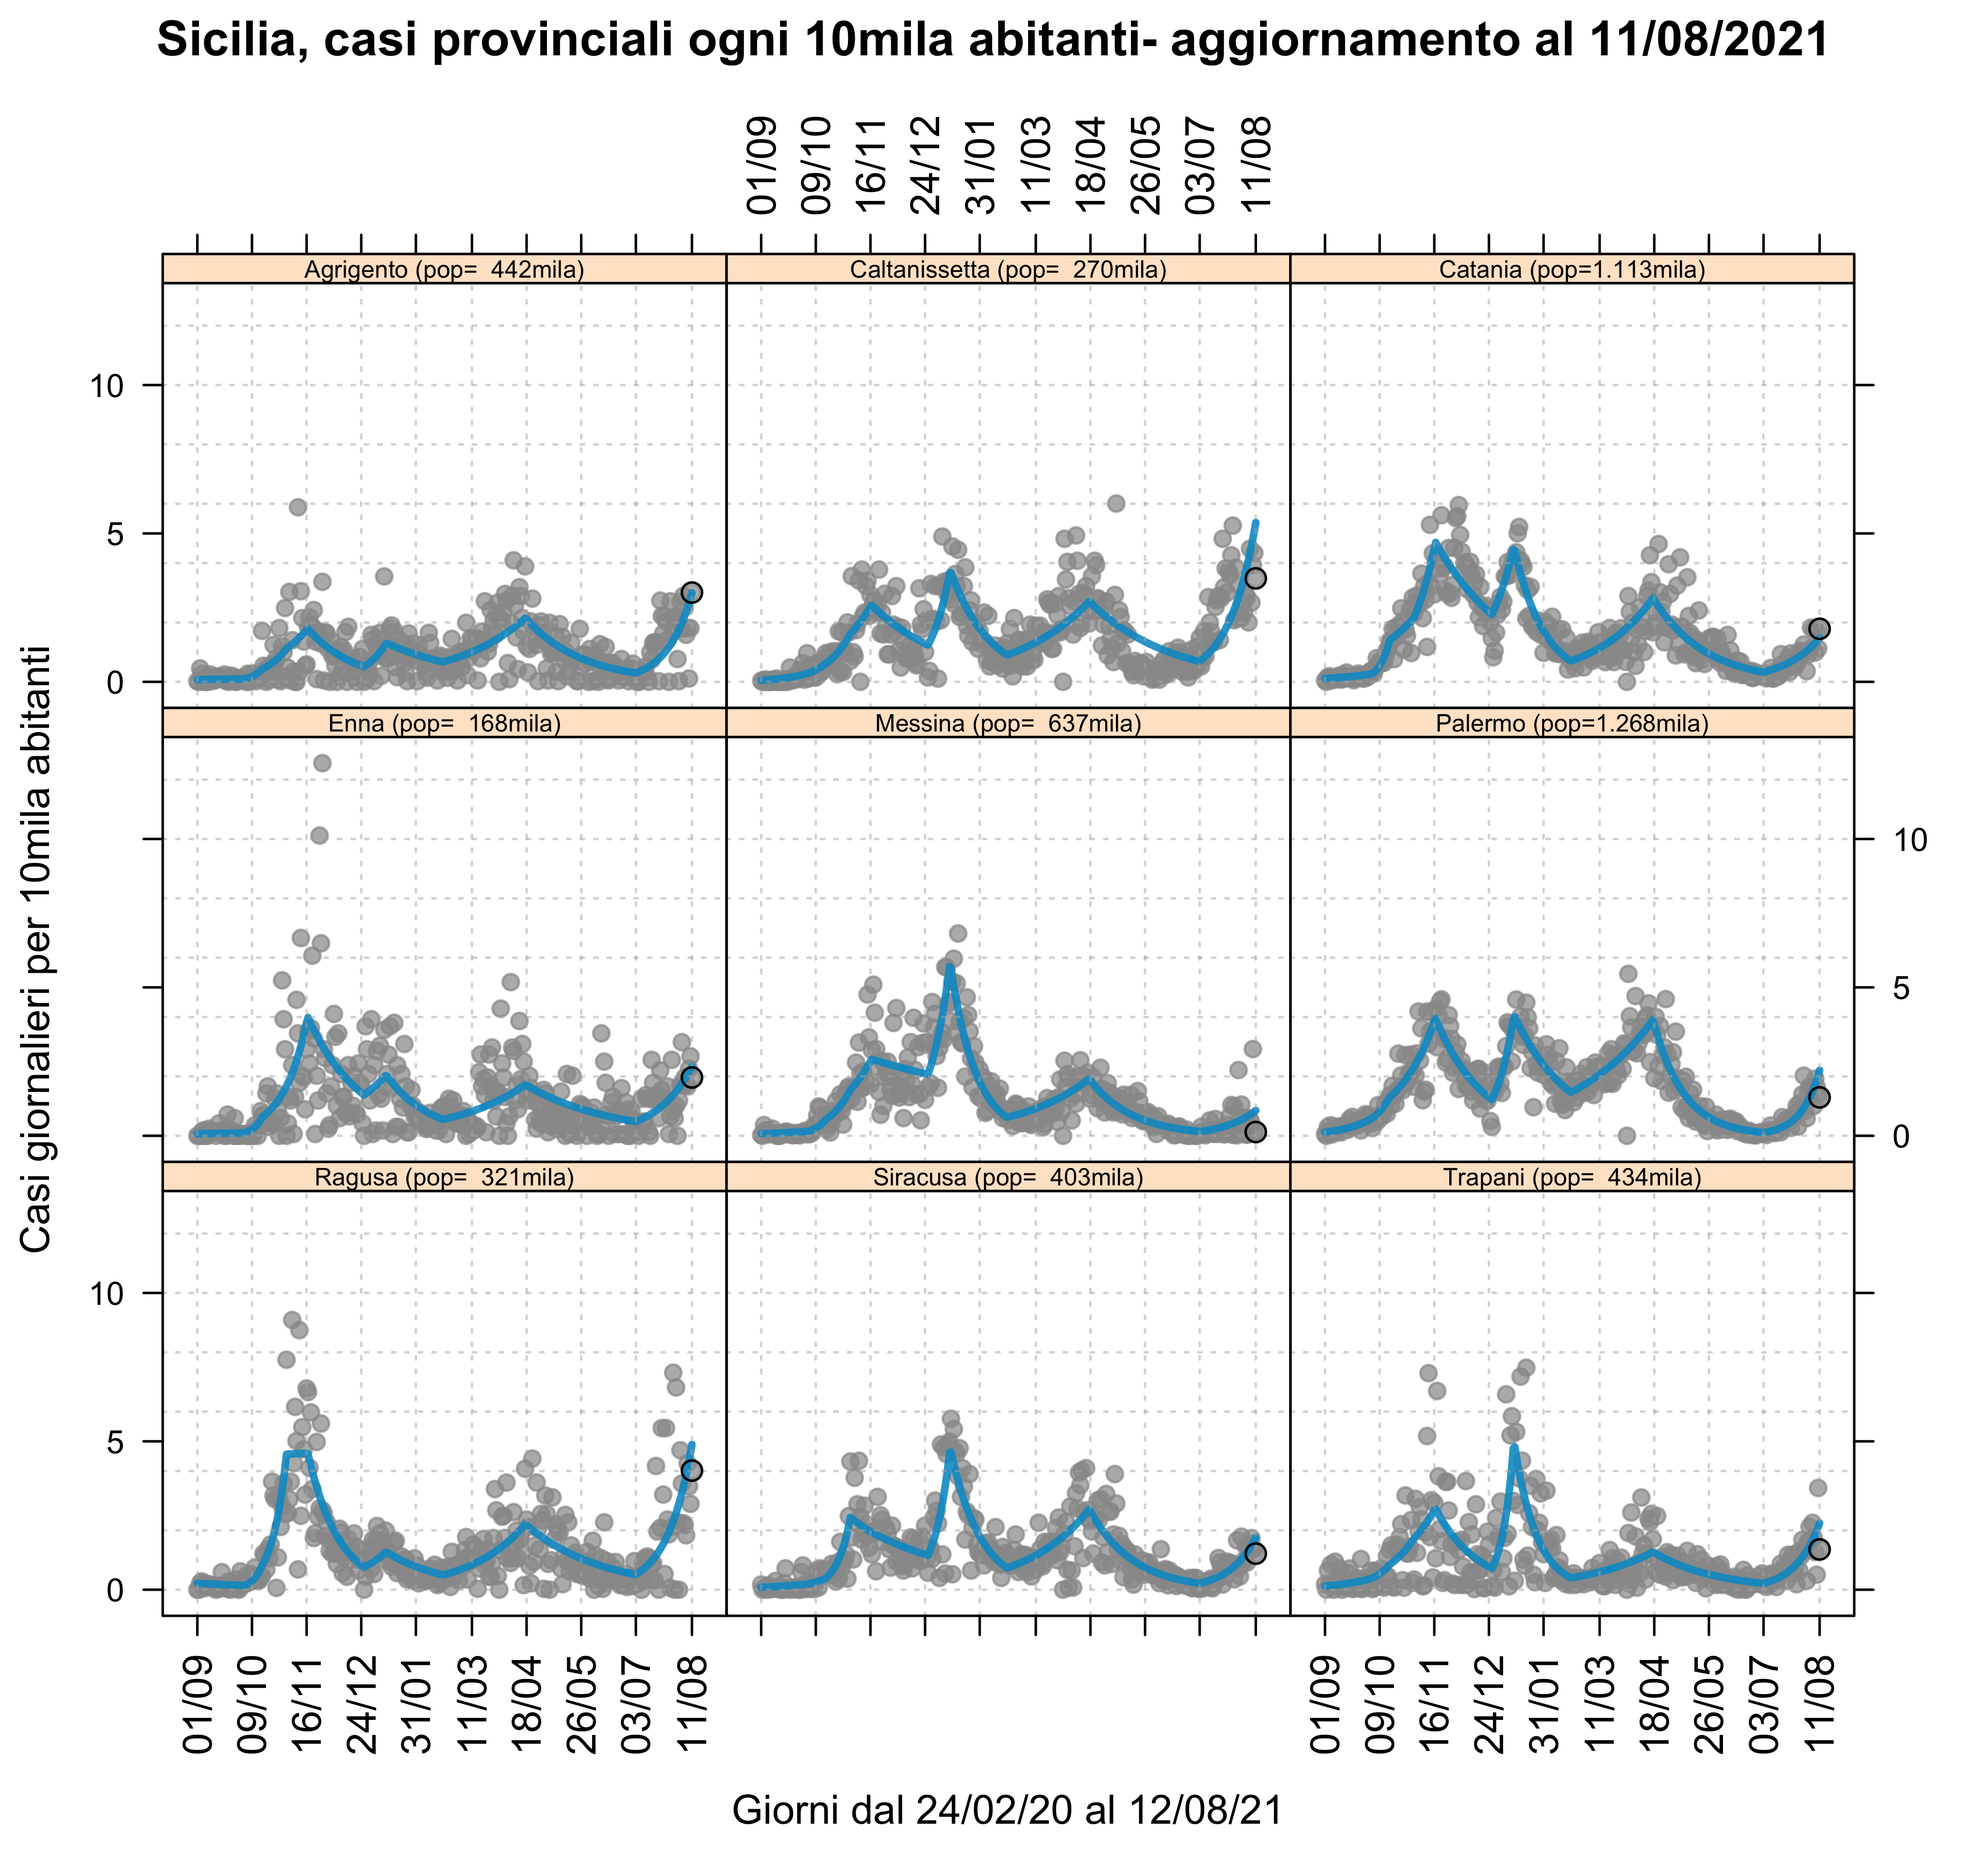 Sicilia, casi provinciali ogni 10mila abitanti- aggiornamento al 11/08/2021
01/09 09/10 16/11 24/12 31/01 11/03 18/04 26/05 03/07 11/08
Agrigento (pop=  442mila)
Caltanissetta (pop=  270mila)
Catania (pop=1.113mila)
10
5
0
Enna (pop=  168mila)
Messina (pop=  637mila)
Palermo (pop=1.268mila)
10
5
0
Casi giornalieri per 10mila abitanti
Ragusa (pop=  321mila)
Siracusa (pop=  403mila)
Trapani (pop=  434mila)
10
5
0
01/09 09/10 16/11 24/12 31/01 11/03 18/04 26/05 03/07 11/08
01/09 09/10 16/11 24/12 31/01 11/03 18/04 26/05 03/07 11/08
Giorni dal 24/02/20 al 12/08/21